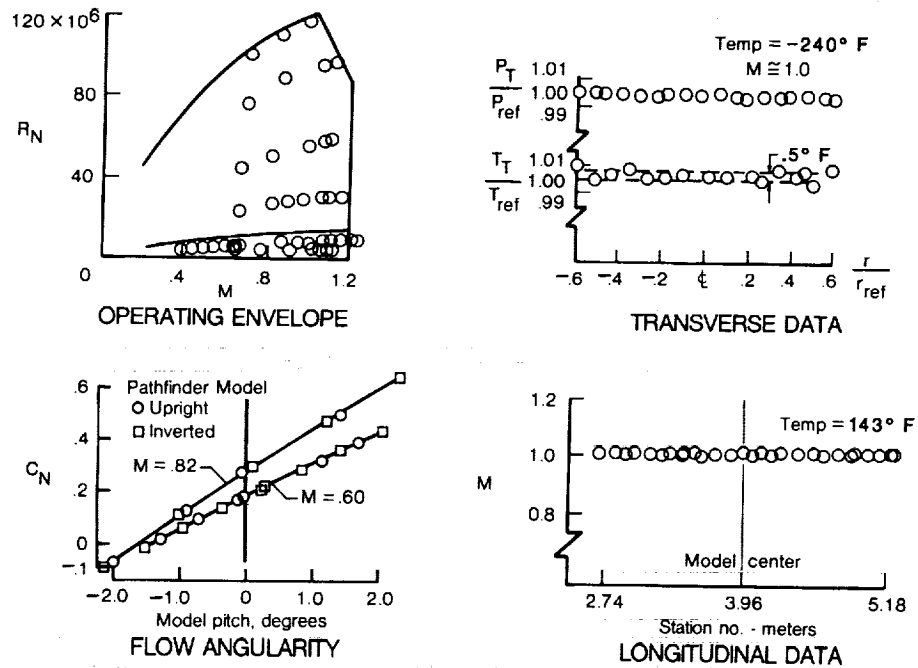 120 × 10⁶
80
R_N
40
0
.4
.8
1.2
M
OPERATING ENVELOPE
Temp = -240° F
M ≅ 1.0
P_T
P_ref
1.01
1.00
.99
T_T
T_ref
1.01
1.00
.99
.5° F
-.6
-.4
-.2
℄
.2
.4
.6
r
r_ref
TRANSVERSE DATA
.6
.4
C_N
.2
0
-.1
Pathfinder Model
Upright
Inverted
M = .82
M = .60
-2.0
-1.0
0
1.0
2.0
Model pitch, degrees
FLOW ANGULARITY
1.2
1.0
M
0.8
Temp = 143° F
Model center
2.74
3.96
5.18
Station no. - meters
LONGITUDINAL DATA